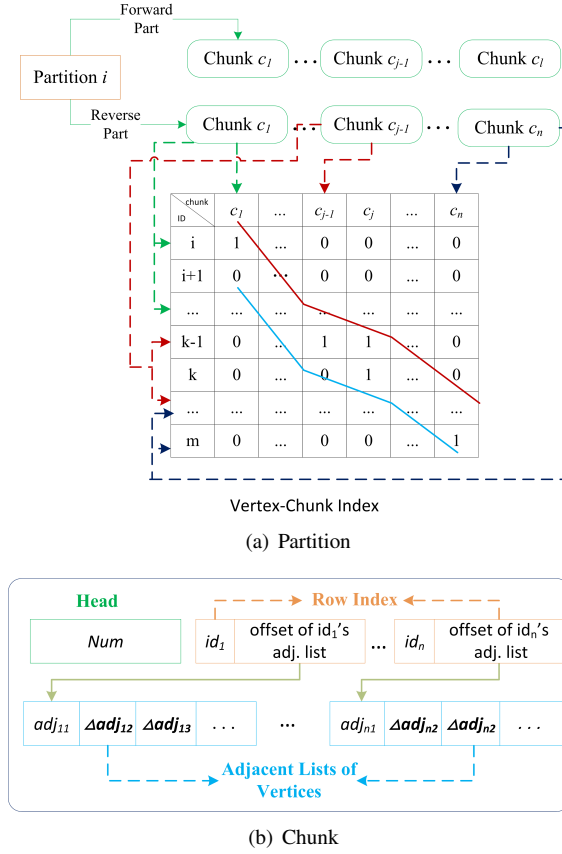 Forward
Part
Partition i
Chunk c1 ... Chunk cj-1 ... Chunk cl
Reverse
Part
Chunk c1 ... Chunk cj-1 ... Chunk cn
chunk
ID
c1 ... cj-1 cj ... cn
i 1 ... 0 0 ... 0
i+1 0 ... 0 0 ... 0
... ... ... ... ... ... ...
k-1 0 ... 1 1 ... 0
k 0 ... 0 1 ... 0
... ... ... ... ... ... ...
m 0 ... 0 0 ... 1
Vertex-Chunk Index
(a) Partition
Head
Row Index
Num
id1
offset of id1's
adj. list
...
idn
offset of idn's
adj. list
adj11 Δadj12 Δadj13 ... ... adjn1 Δadjn2 Δadjn2 ...
Adjacent Lists of
Vertices
(b) Chunk